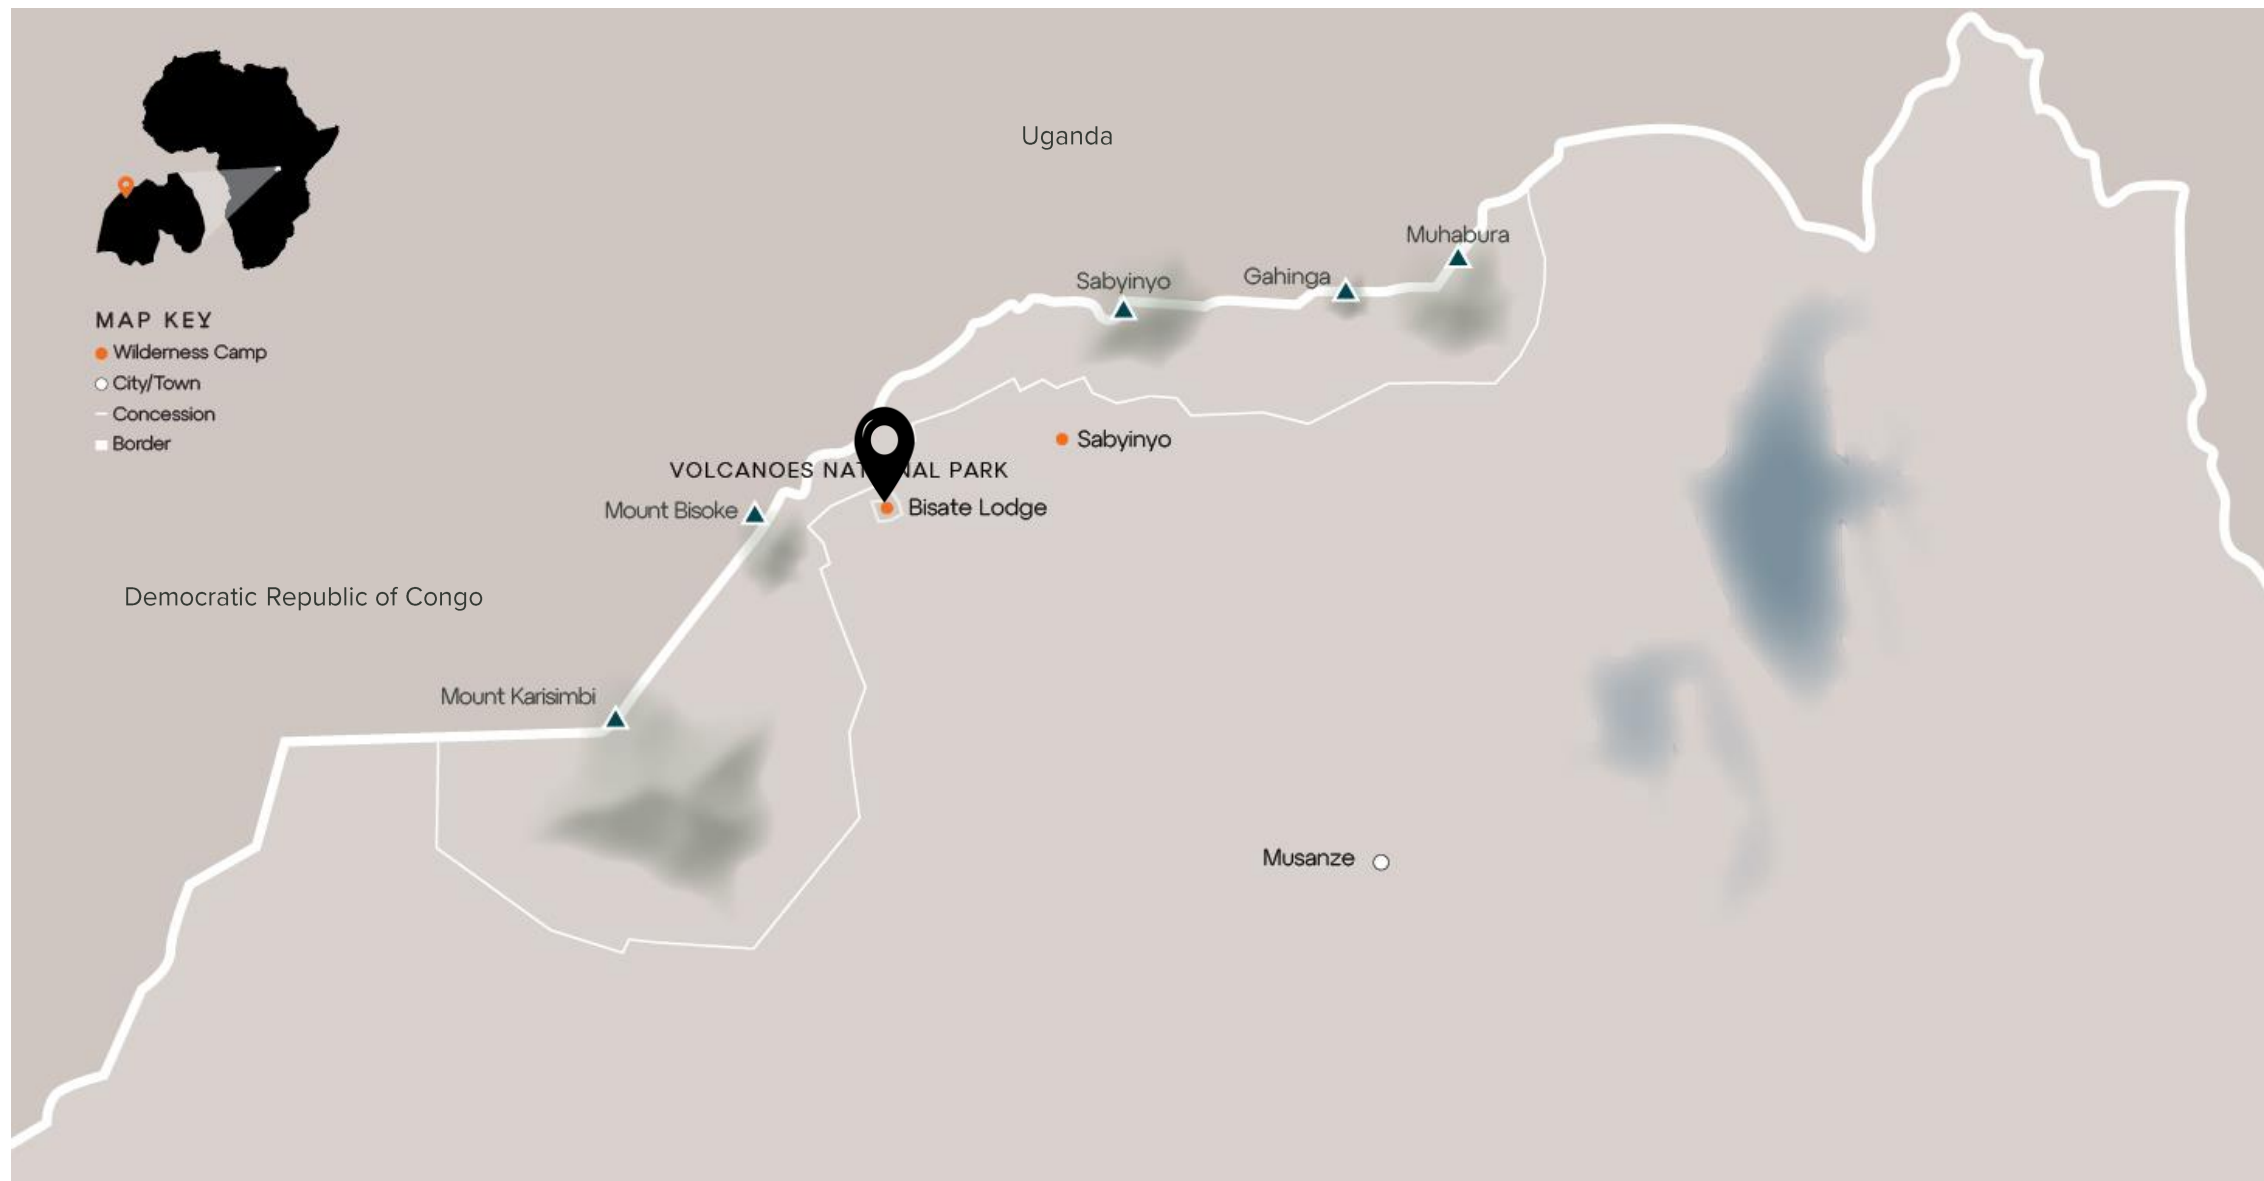 Uganda
Muhabura
Gahinga
Sabyinyo
MAP KEY
Wilderness Camp
City/Town
Concession
Border
Sabyinyo
VOLCANOES NAT NAL PARK
Bisate Lodge
Mount Bisoke
Democratic Republic of Congo
Mount Karisimbi
Musanze